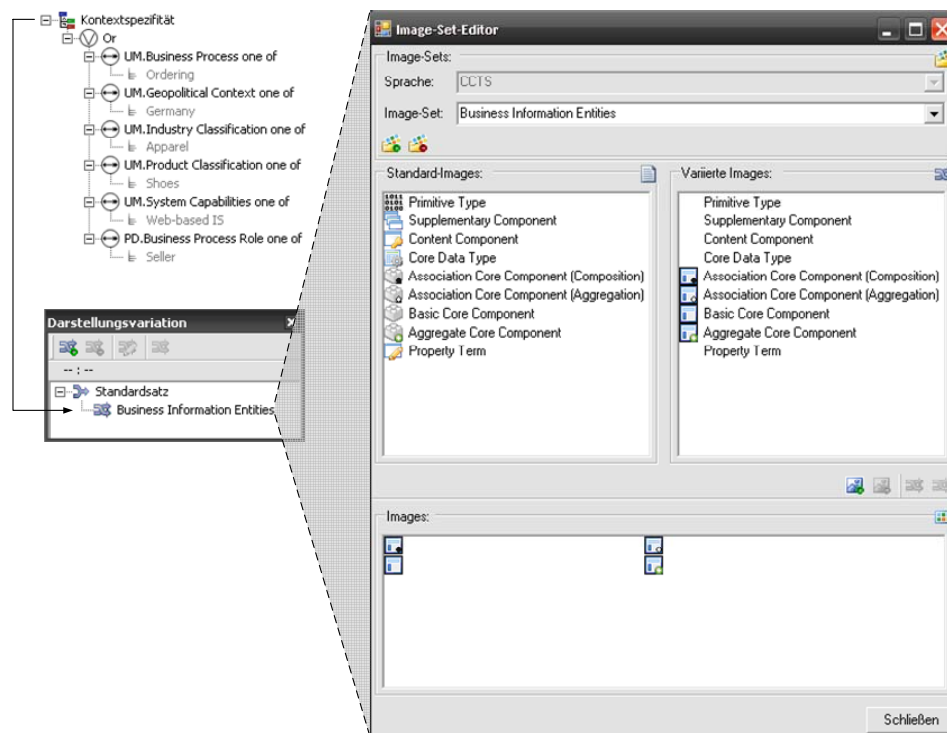 Kontextspezifität
Or
UM.Business Process one of
Ordering
UM.Geopolitical Context one of
Germany
UM.Industry Classification one of
Apparel
UM.Product Classification one of
Shoes
UM.System Capabilities one of
Web-based IS
PD.Business Process Role one of
Seller
Darstellungsvariation
-- : --
Standardsatz
Business Information Entities
Image-Set-Editor
Image-Sets:
Sprache: CCTS
Image-Set: Business Information Entities
Standard-Images:
1011
0101
0100
Primitive Type
Supplementary Component
Content Component
Core Data Type
Association Core Component (Composition)
Association Core Component (Aggregation)
Basic Core Component
Aggregate Core Component
Property Term
Variierte Images:
Primitive Type
Supplementary Component
Content Component
Core Data Type
Association Core Component (Composition)
Association Core Component (Aggregation)
Basic Core Component
Aggregate Core Component
Property Term
Images:
Schließen